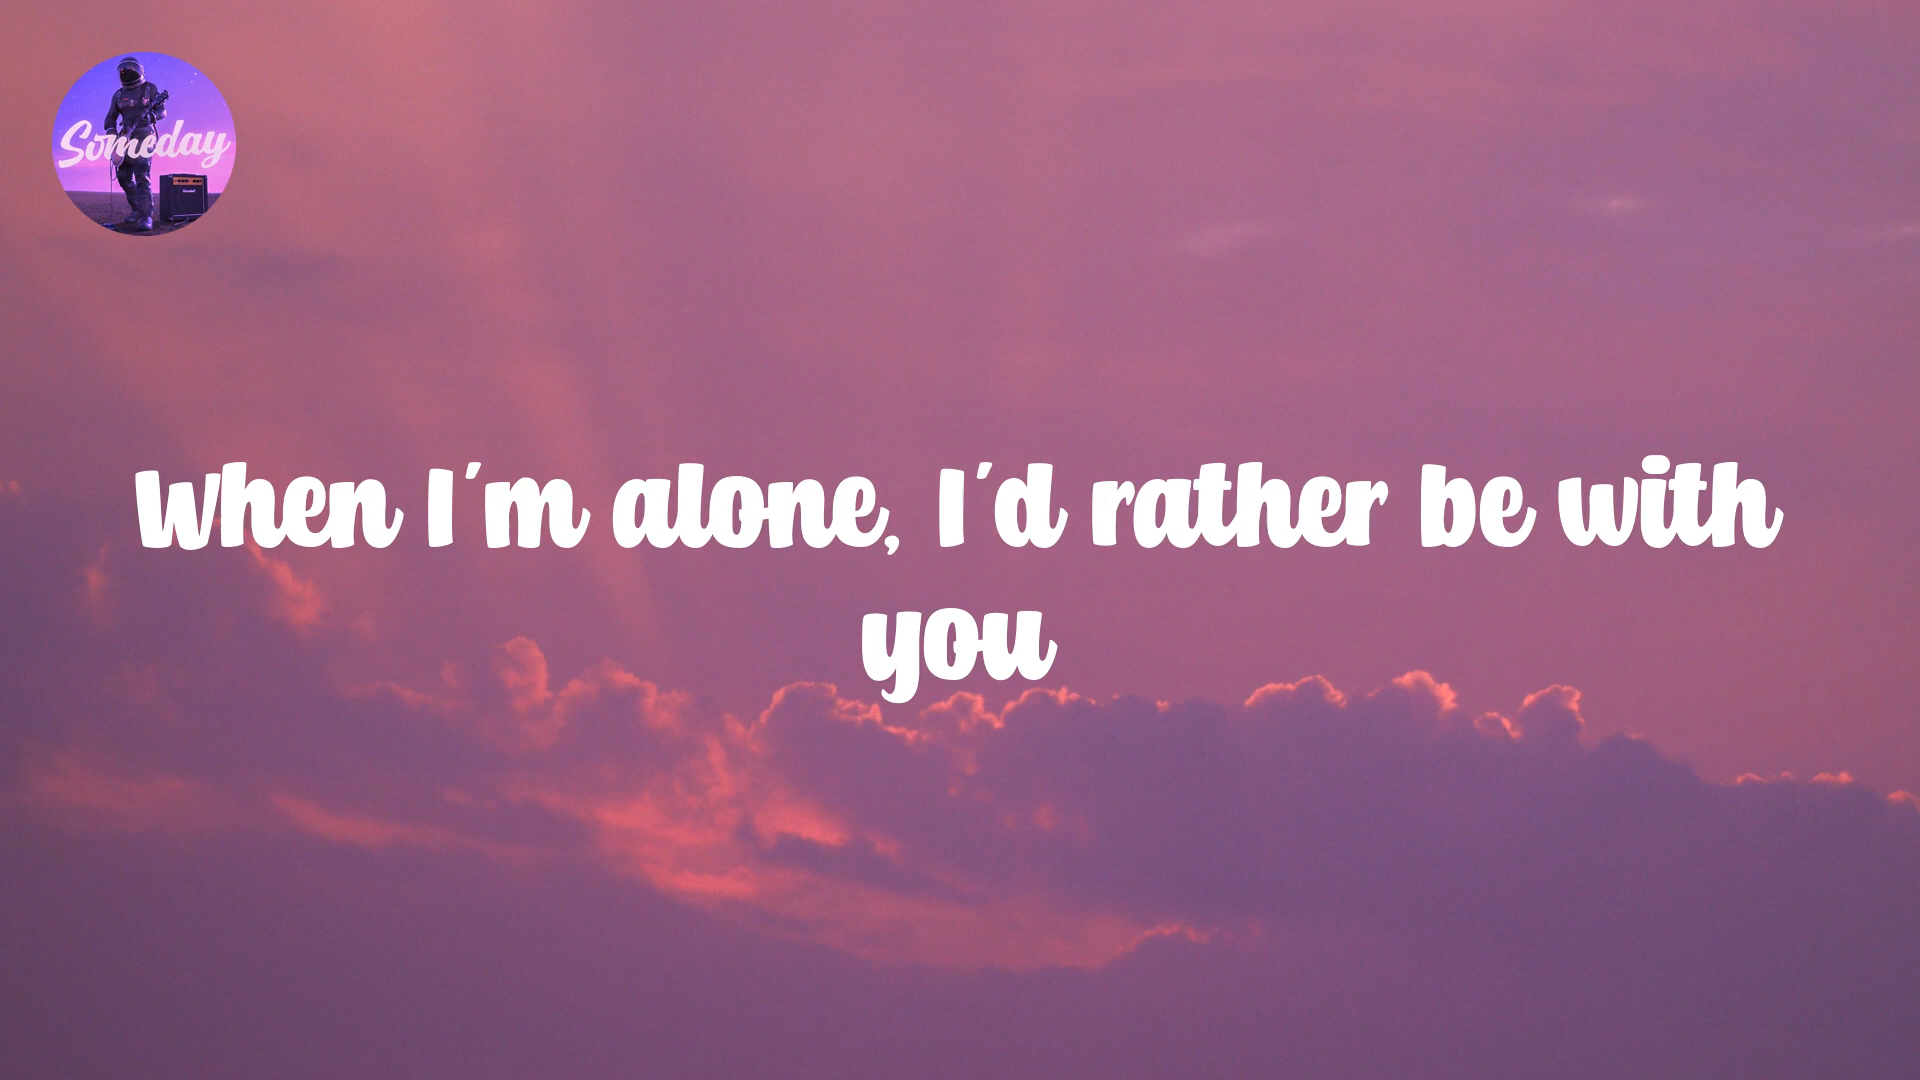 Someday
When I'm alone, I'd rather be with
you